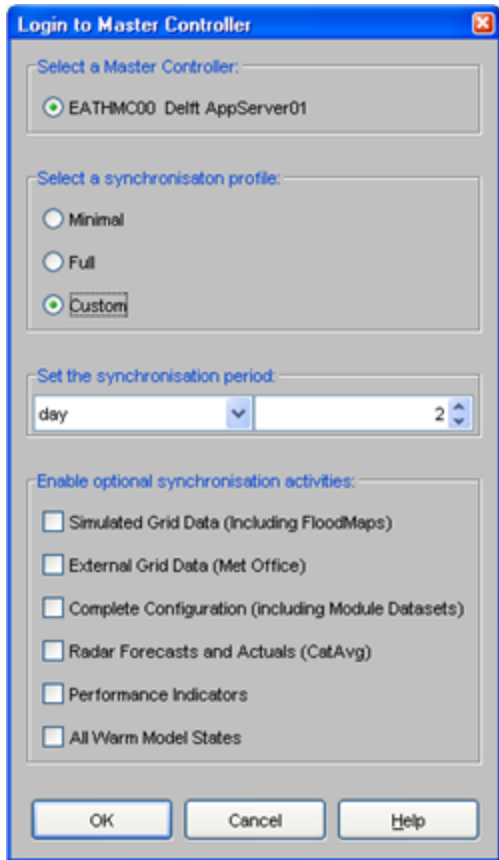 Login to Master Controller
Select a Master Controller:
EATHMC00 Delft AppServer01
Select a synchronisaton profile:
Minimal
Full
Custom
Set the synchronisation period:
day 2
Enable optional synchronisation activities:
Simulated Grid Data (Including FloodMaps)
External Grid Data (Met Office)
Complete Configuration (including Module Datasets)
Radar Forecasts and Actuals (CatAvg)
Performance Indicators
All Warm Model States
OK Cancel Help